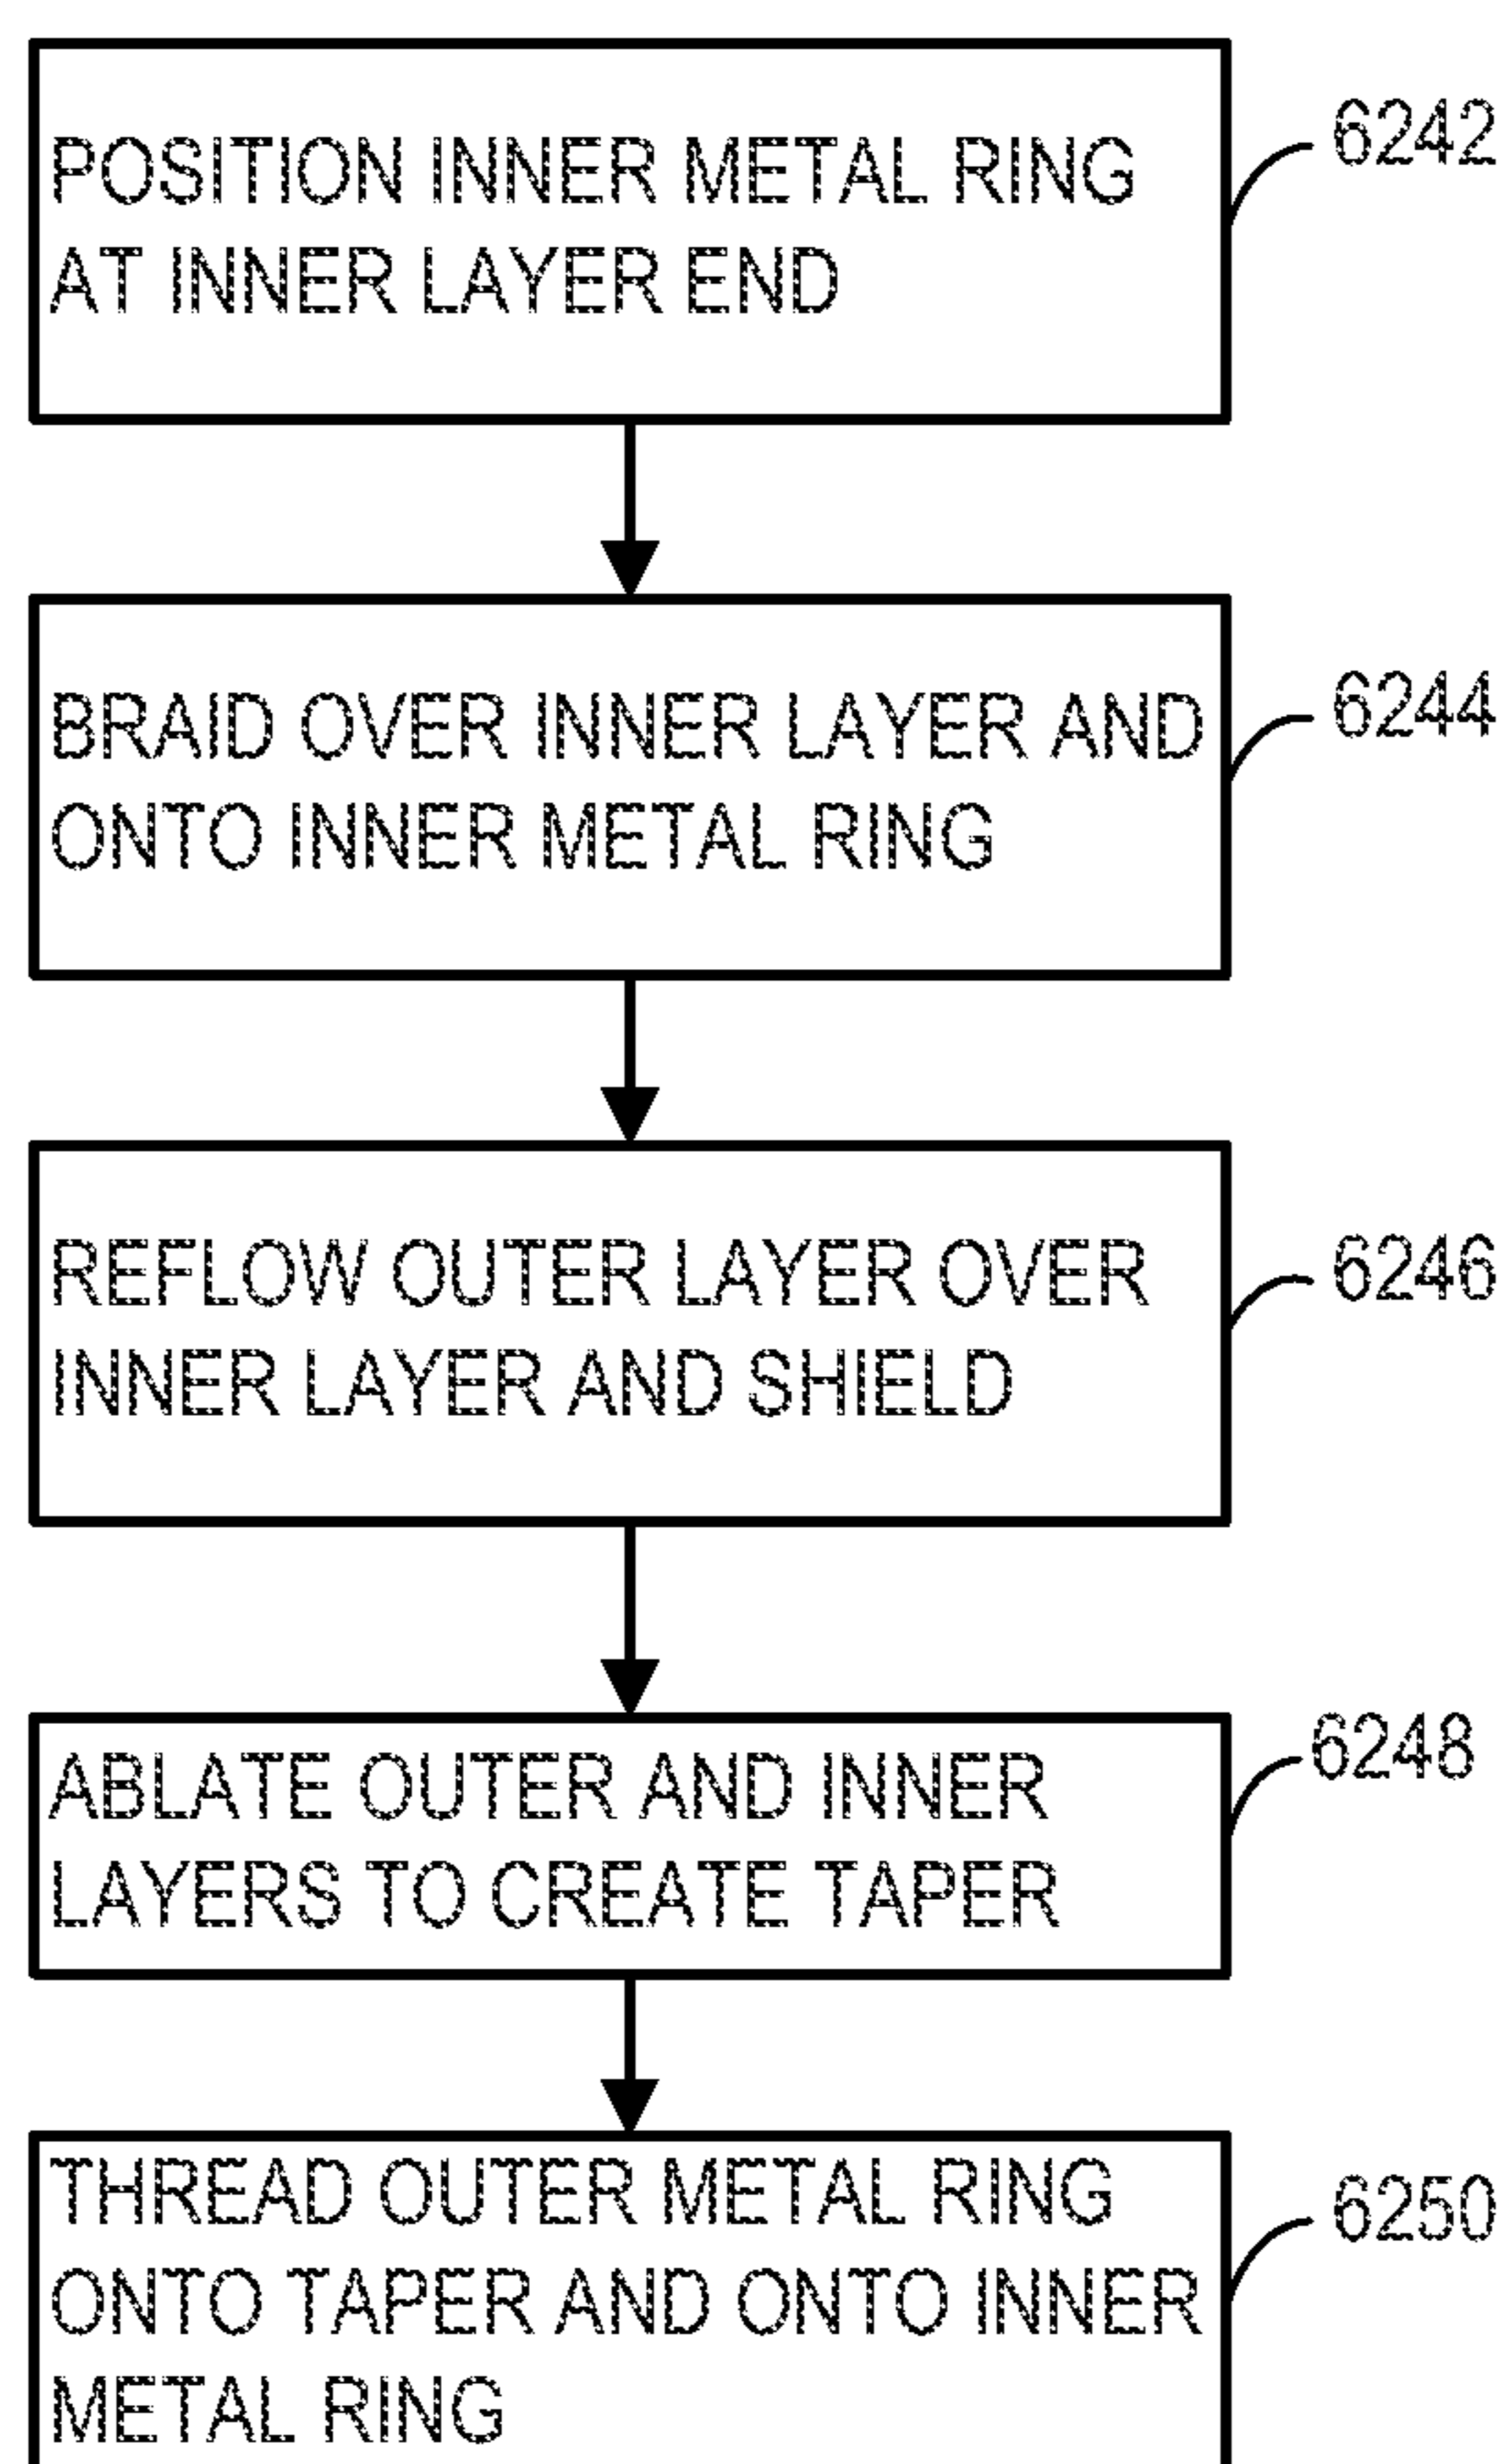 POSITION INNER METAL RING
AT INNER LAYER END
6242
BRAID OVER INNER LAYER AND
ONTO INNER METAL RING
6244
REFLOW OUTER LAYER OVER
INNER LAYER AND SHIELD
6246
ABLATE OUTER AND INNER
LAYERS TO CREATE TAPER
6248
THREAD OUTER METAL RING
ONTO TAPER AND ONTO INNER
METAL RING
6250